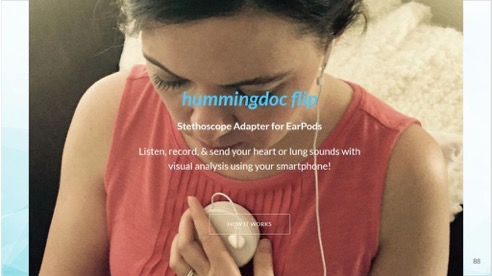 hummingdoc flip
Stethoscope Adapter for EarPods
Listen, record, & send your heart or lung sounds with
visual analysis using your smartphone!
HOW IT WORKS
88